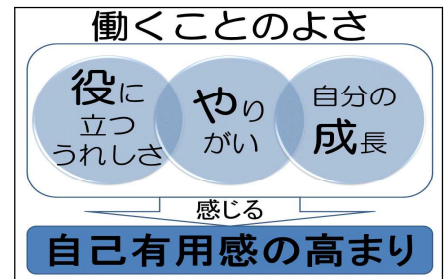 働くことのよさ
役に
立つ
うれしさ
やり
がい
自分の
成長
感じる
自己有用感の高まり